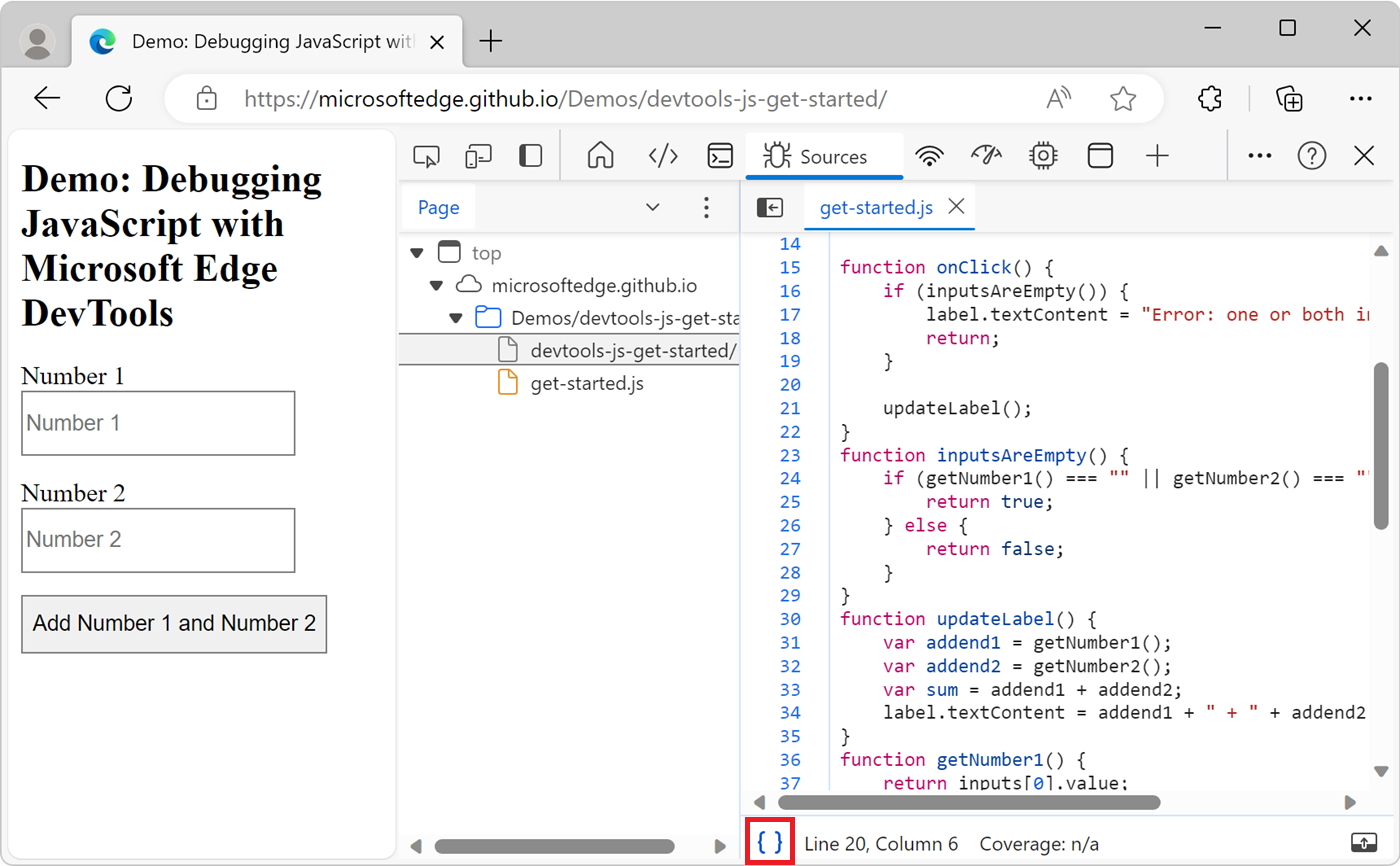 Demo: Debugging JavaScript wit
https://microsoftedge.github.io/Demos/devtools-js-get-started/
Demo: Debugging
JavaScript with
Microsoft Edge
DevTools
Number 1
Number 1
Number 2
Number 2
Add Number 1 and Number 2
Sources
Page
top
microsoftedge.github.io
Demos/devtools-js-get-sta
devtools-js-get-started/
get-started.js
get-started.js
14
15 function onClick() {
16     if (inputsAreEmpty()) {
17         label.textContent = "Error: one or both in
18         return;
19     }
20
21     updateLabel();
22 }
23 function inputsAreEmpty() {
24     if (getNumber1() === "" || getNumber2() === ""
25         return true;
26     } else {
27         return false;
28     }
29 }
30 function updateLabel() {
31     var addend1 = getNumber1();
32     var addend2 = getNumber2();
33     var sum = addend1 + addend2;
34     label.textContent = addend1 + " + " + addend2
35 }
36 function getNumber1() {
37     return inputs[0].value;
{ } Line 20, Column 6 Coverage: n/a